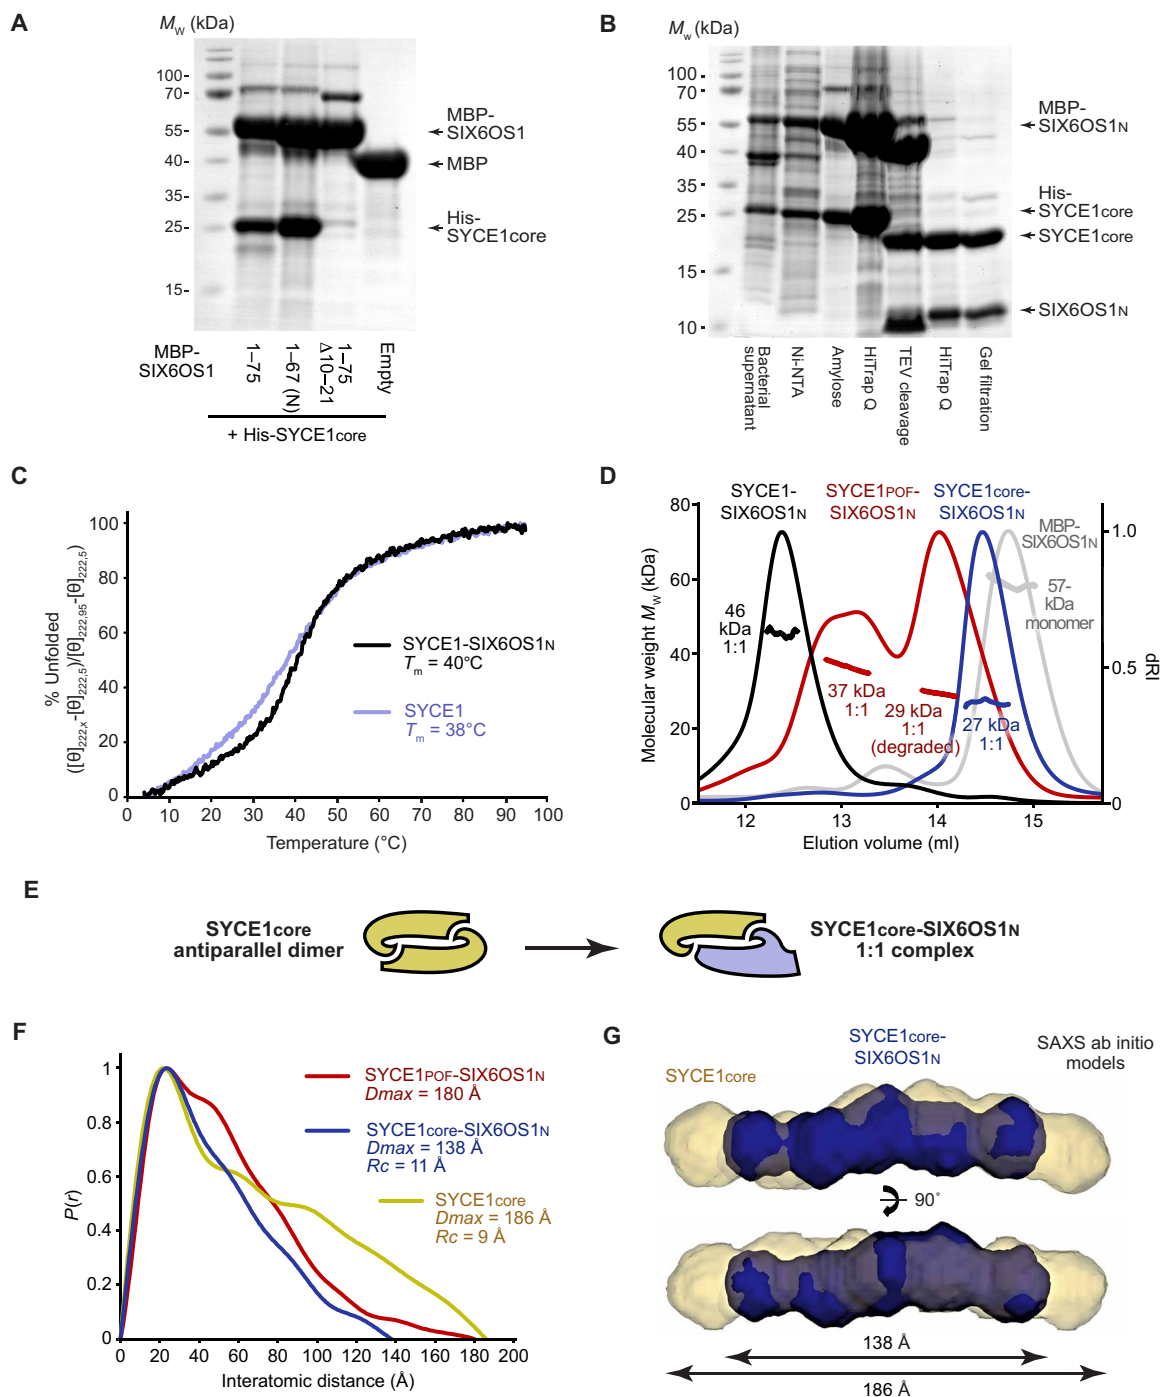 A
Mw (kDa)
100-
70-
55-
40-
35-
25-
15-
MBP-
SIX6OS1
MBP
His-
SYCE1core
MBP-
SIX6OS1
1–75
1–67 (N)
1–75
Δ10–21
Empty
+ His-SYCE1core
B
Mw (kDa)
100-
70-
55-
40-
35-
25-
15-
10-
MBP-
SIX6OS1N
His-
SYCE1core
SYCE1core
SIX6OS1N
Bacterial
supernatant
Ni-NTA
Amylose
HiTrap Q
TEV cleavage
HiTrap Q
Gel filtration
C
% Unfolded
([θ]222,x-[θ]222,5)/[θ]222,95-[θ]222,5)
100
80
60
40
20
0
0 10 20 30 40 50 60 70 80 90 100
Temperature (°C)
SYCE1-SIX6OS1N
Tm = 40°C
SYCE1
Tm = 38°C
D
SYCE1-
SIX6OS1N
SYCE1POF-
SIX6OS1N
SYCE1core-
SIX6OS1N
MBP-
SIX6OS1N
57-
kDa
monomer
46
kDa
1:1
37 kDa
1:1
29 kDa
1:1
(degraded)
27 kDa
1:1
Molecular weight Mw (kDa)
80
60
40
20
0
1.0
0.5
0
dRI
12 13 14 15
Elution volume (ml)
E
SYCE1core
antiparallel dimer
SYCE1core-SIX6OS1N
1:1 complex
F
P(r)
1
0.8
0.6
0.4
0.2
0
0 20 40 60 80 100 120 140 160 180 200
Interatomic distance (Å)
SYCE1POF-SIX6OS1N
Dmax = 180 Å
SYCE1core-SIX6OS1N
Dmax = 138 Å
Rc = 11 Å
SYCE1core
Dmax = 186 Å
Rc = 9 Å
G
SYCE1core
SYCE1core-
SIX6OS1N
SAXS ab initio
models
90°
138 Å
186 Å